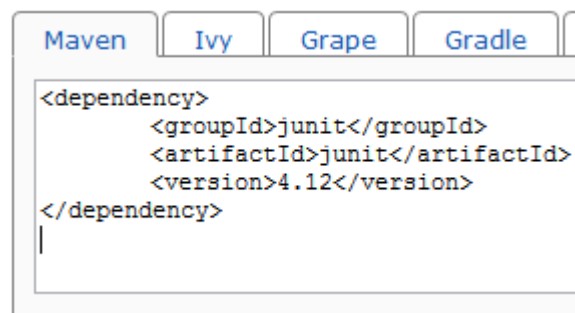 Maven Ivy Grape Gradle
<dependency>
        <groupId>junit</groupId>
        <artifactId>junit</artifactId>
        <version>4.12</version>
</dependency>